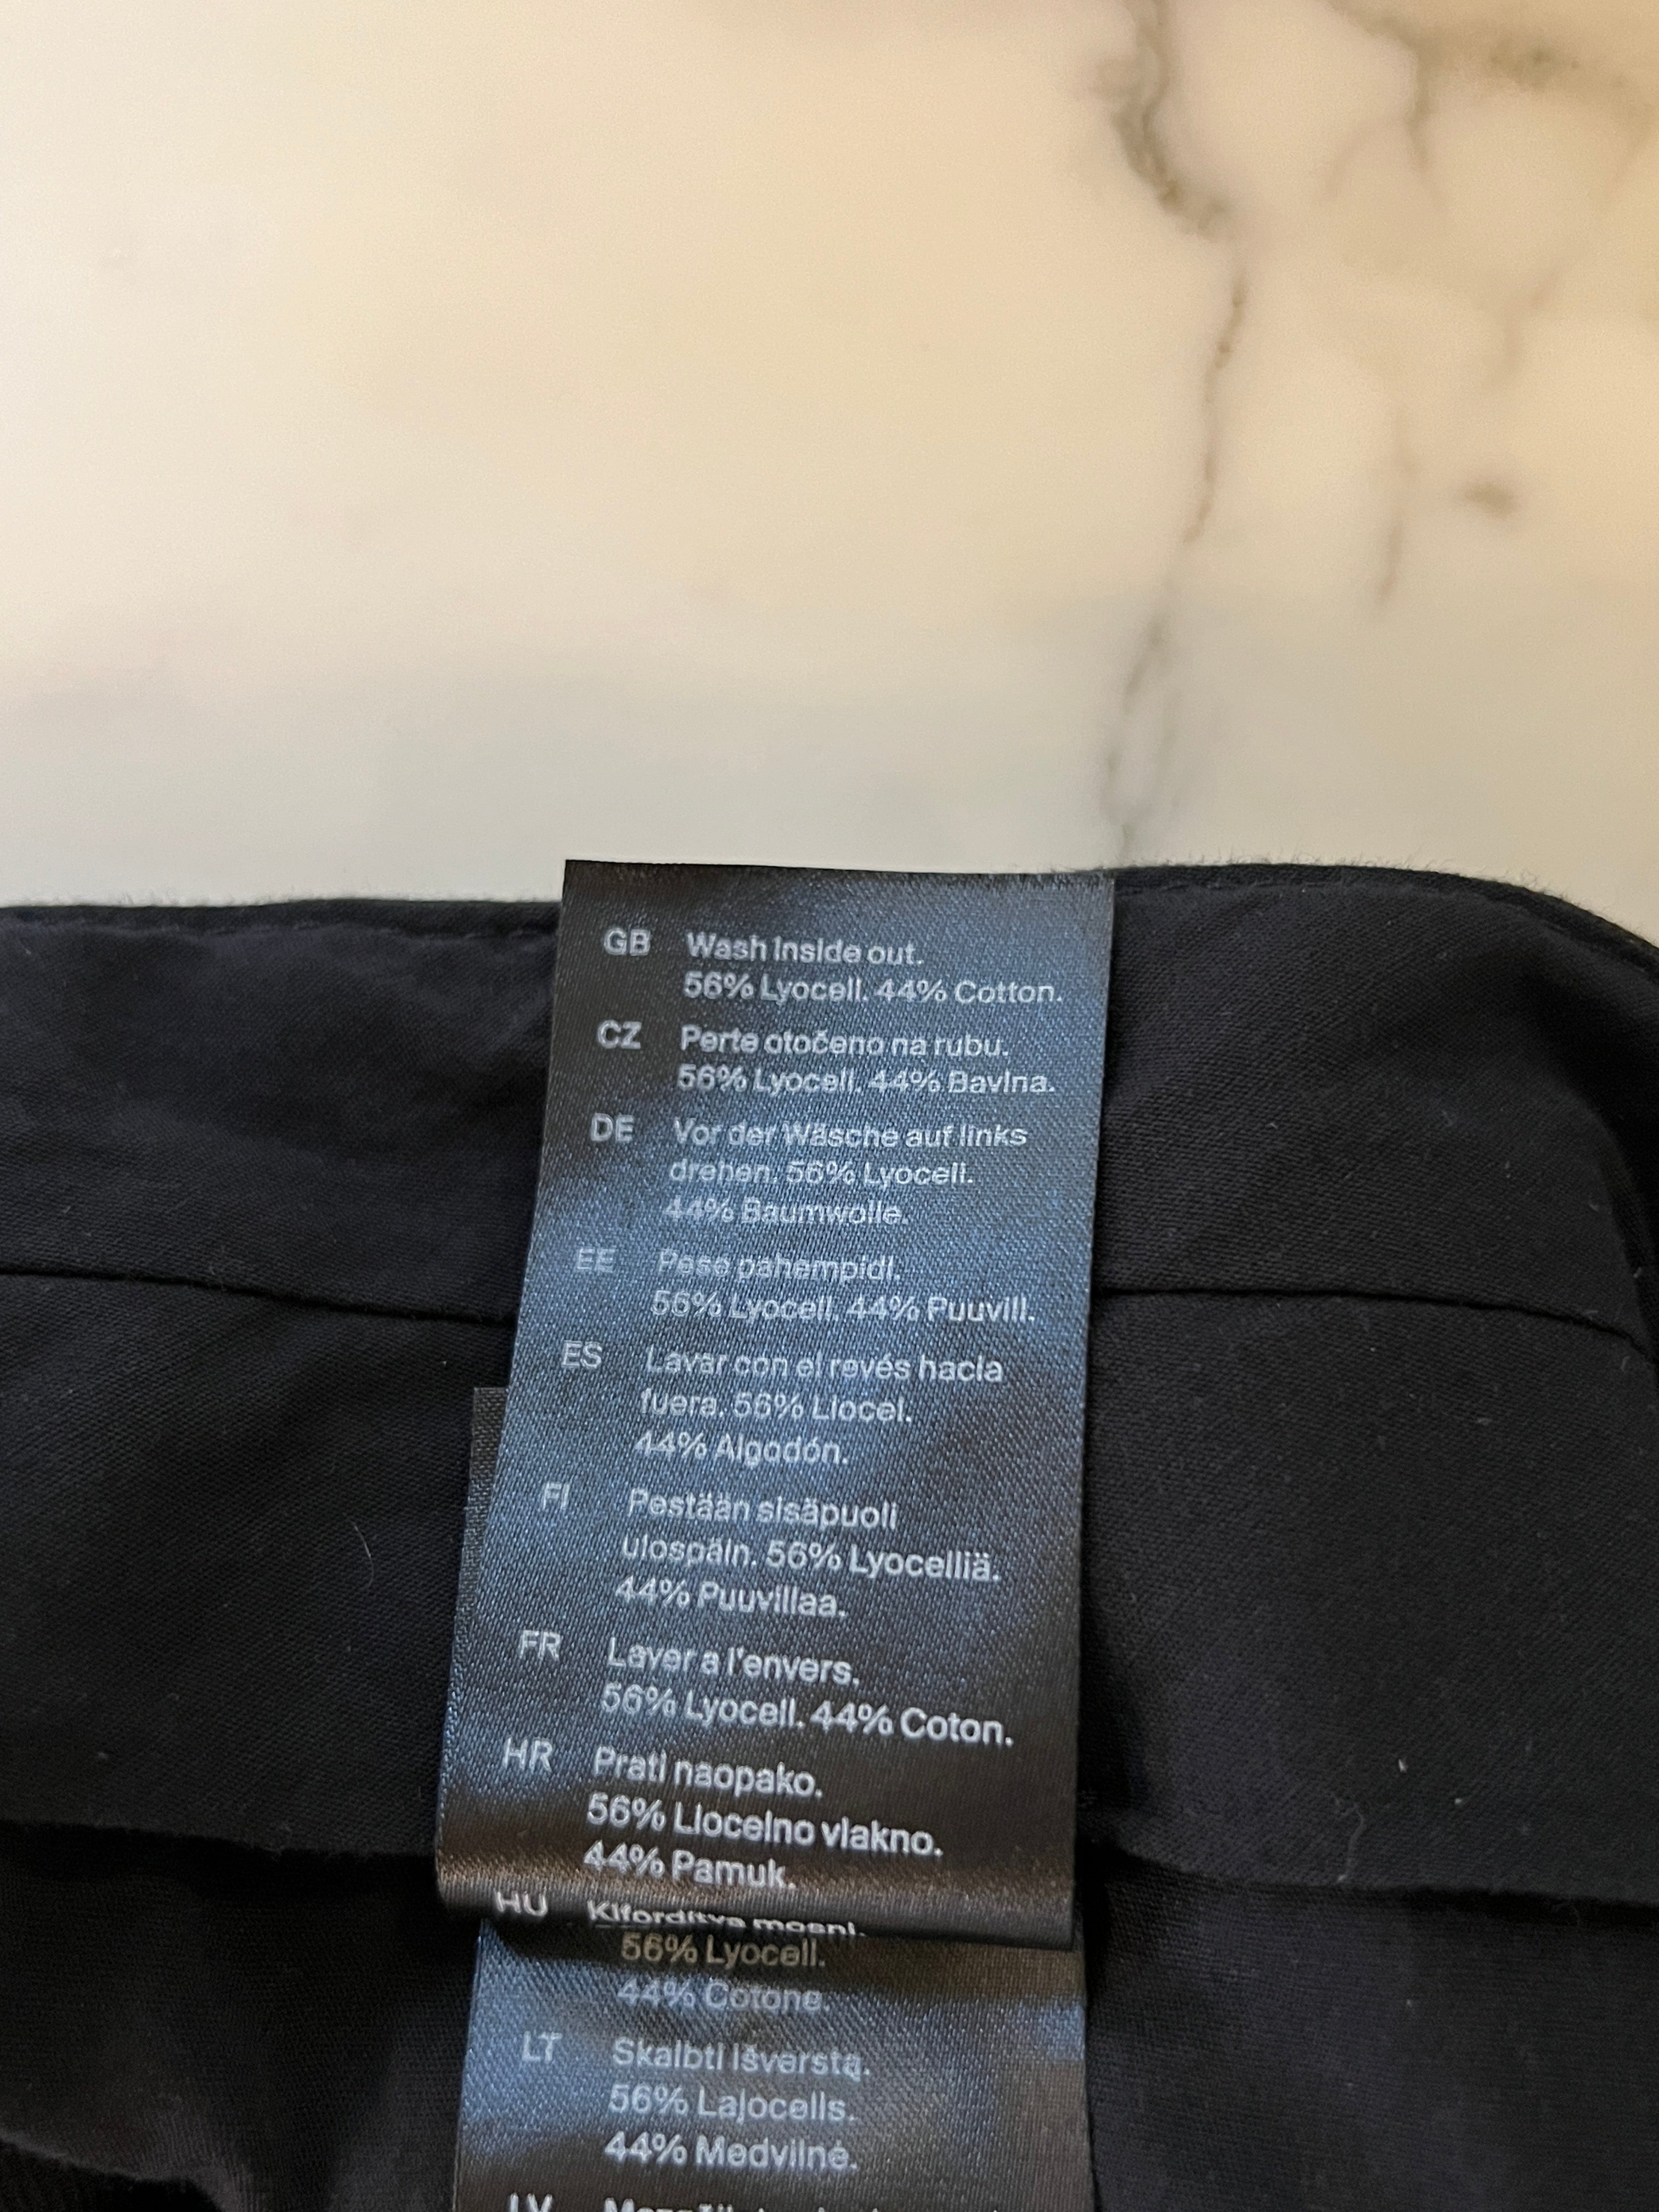 GB Wash inside out.
56% Lyocell. 44% Cotton.
CZ Perte otočeno na rubu.
56% Lyocell. 44% Bavlna.
DE Vor der Wäsche auf links
drehen. 56% Lyocell.
44% Baumwolle.
EE Pese pahempidi.
56% Lyocell. 44% Puuvill.
ES Lavar con el revés hacia
fuera. 56% Liocel.
44% Algodón.
FI Pestään sisäpuoli
ulospäin. 56% Lyocelliä.
44% Puuvillaa.
FR Laver a l'envers.
56% Lyocell. 44% Coton.
HR Prati naopako.
56% Liocelno vlakno.
44% Pamuk.
HU Kifordítva mosni.
56% Lyocell.
44% Cotone.
LT Skalbti išverstą.
56% Lajocells.
44% Medvilnė.
LV